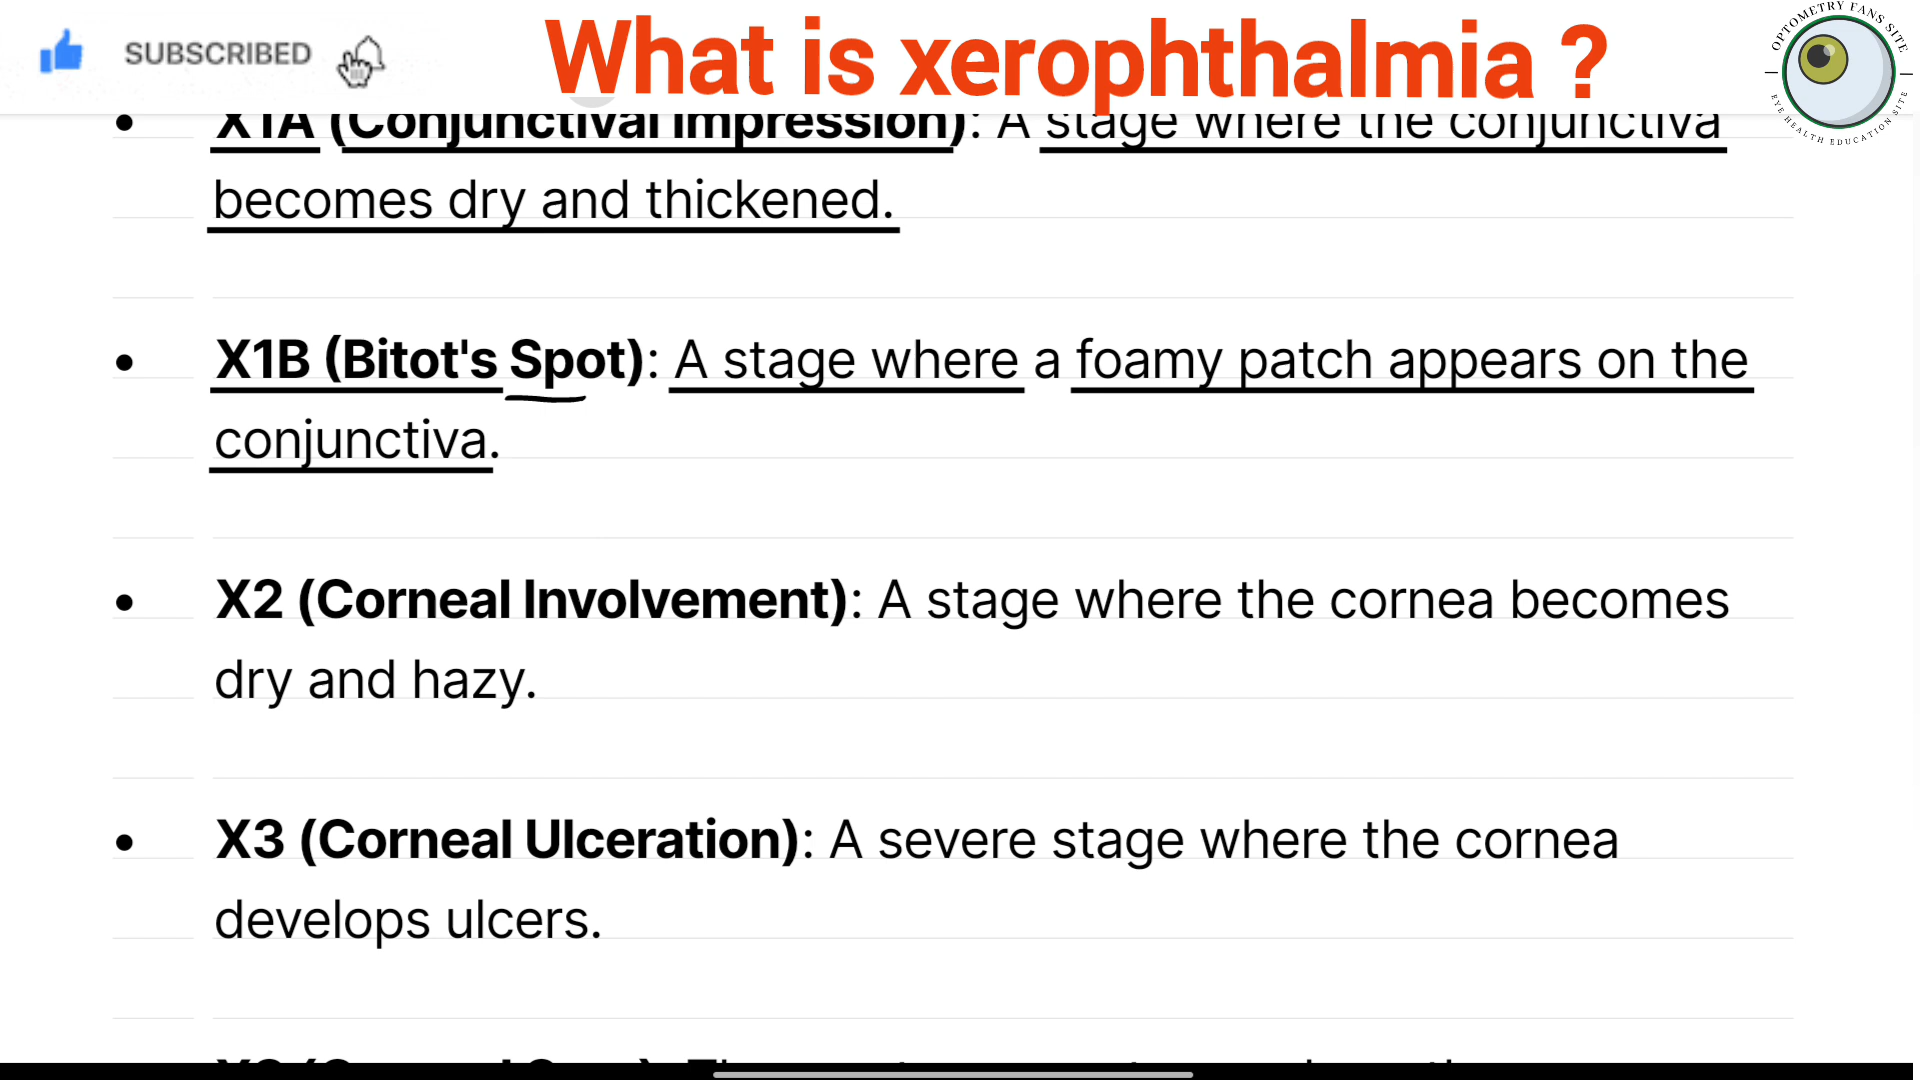 SUBSCRIBED
What is xerophthalmia ?
OPTOMETRY FANS SITE
EYE HEALTH EDUCATION SITE
• X1A (Conjunctival Impression): A stage where the conjunctiva
becomes dry and thickened.
• X1B (Bitot's Spot): A stage where a foamy patch appears on the
conjunctiva.
• X2 (Corneal Involvement): A stage where the cornea becomes
dry and hazy.
• X3 (Corneal Ulceration): A severe stage where the cornea
develops ulcers.